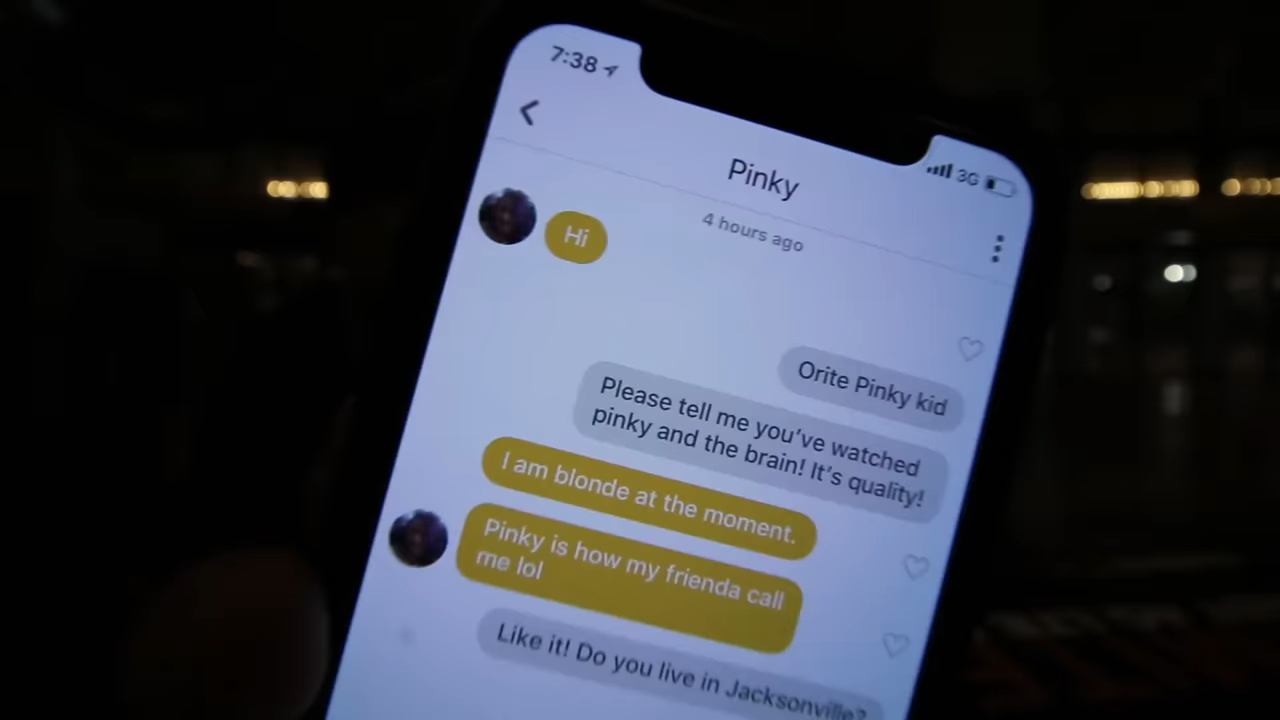 7:38
3G
Pinky
4 hours ago
Hi
Orite Pinky kid
Please tell me you've watched
pinky and the brain! It's quality!
I am blonde at the moment.
Pinky is how my frienda call
me lol
Like it! Do you live in Jacksonville?